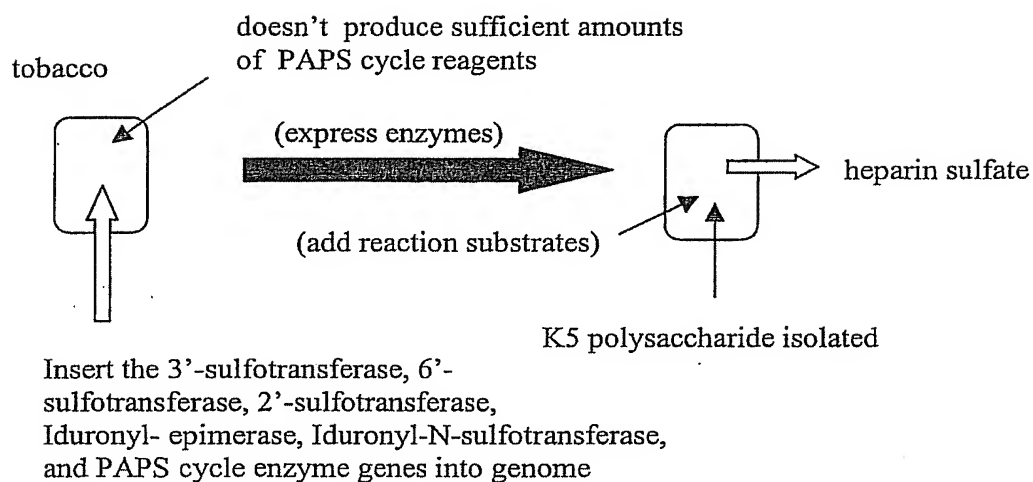 doesn't produce sufficient amounts
of PAPS cycle reagents
tobacco
(express enzymes)
heparin sulfate
(add reaction substrates)
K5 polysaccharide isolated
Insert the 3'-sulfotransferase, 6'-
sulfotransferase, 2'-sulfotransferase,
Iduronyl- epimerase, Iduronyl-N-sulfotransferase,
and PAPS cycle enzyme genes into genome